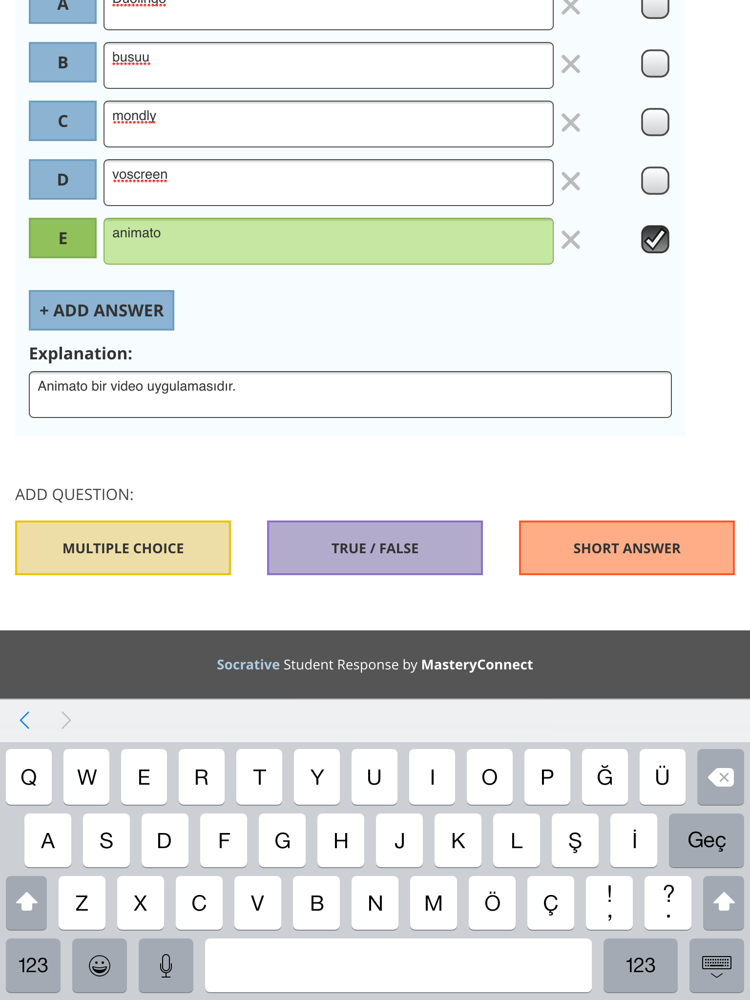 A
Duolingo
B
busuu
C
mondly
D
voscreen
E
animato
+ ADD ANSWER
Explanation:
Animato bir video uygulamasıdır.
ADD QUESTION:
MULTIPLE CHOICE
TRUE / FALSE
SHORT ANSWER
Socrative Student Response by MasteryConnect
Q W E R T Y U I O P Ğ Ü
A S D F G H J K L Ş İ Geç
Z X C V B N M Ö Ç ! , ? .
123 123